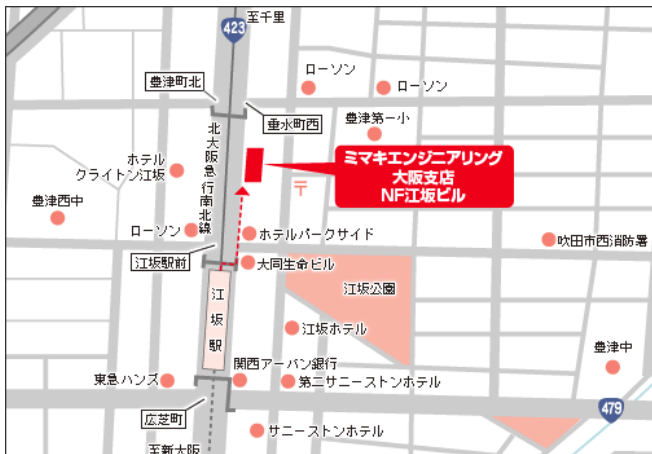 423
至千里
ローソン
ローソン
豊津町北
垂水町西
豊津第一小
北大阪急行南北線
ホテル
クライトン江坂
ミマキエンジニアリング
大阪支店
NF江坂ビル
〒
豊津西中
ローソン
ホテルパークサイド
吹田市西消防署
江坂駅前
大同生命ビル
江坂公園
江坂駅
江坂ホテル
豊津中
関西アーバン銀行
東急ハンズ
第二サニーストンホテル
479
広芝町
サニーストンホテル
至新大阪